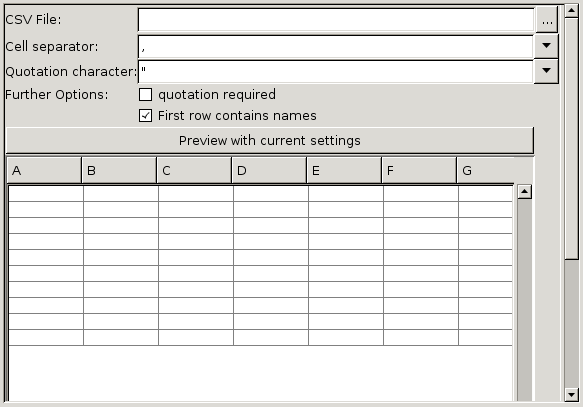 CSV File: ...
Cell separator: ,
Quotation character: "
Further Options: quotation required
First row contains names
Preview with current settings
A B C D E F G